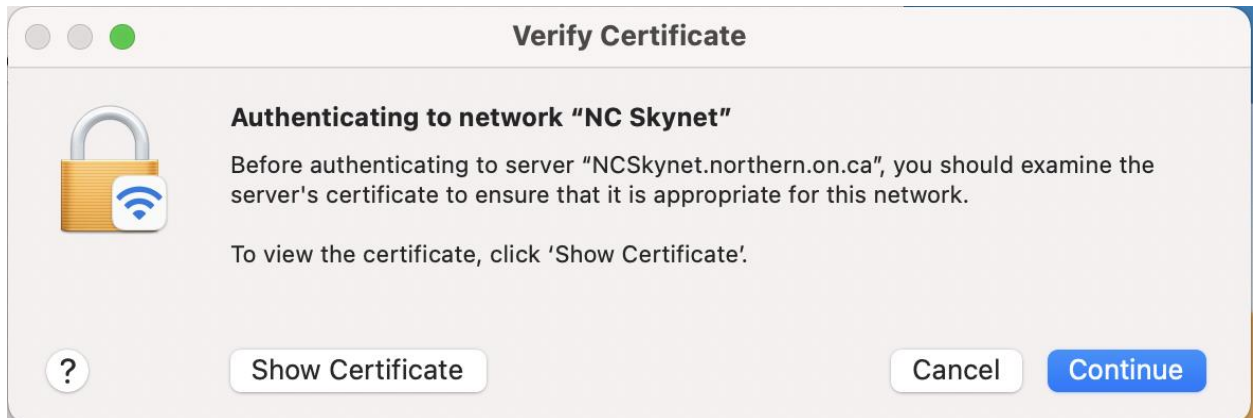 Verify Certificate
Authenticating to network “NC Skynet”
Before authenticating to server “NCSkynet.northern.on.ca”, you should examine the
server's certificate to ensure that it is appropriate for this network.
To view the certificate, click ‘Show Certificate’.
?
Show Certificate
Cancel
Continue